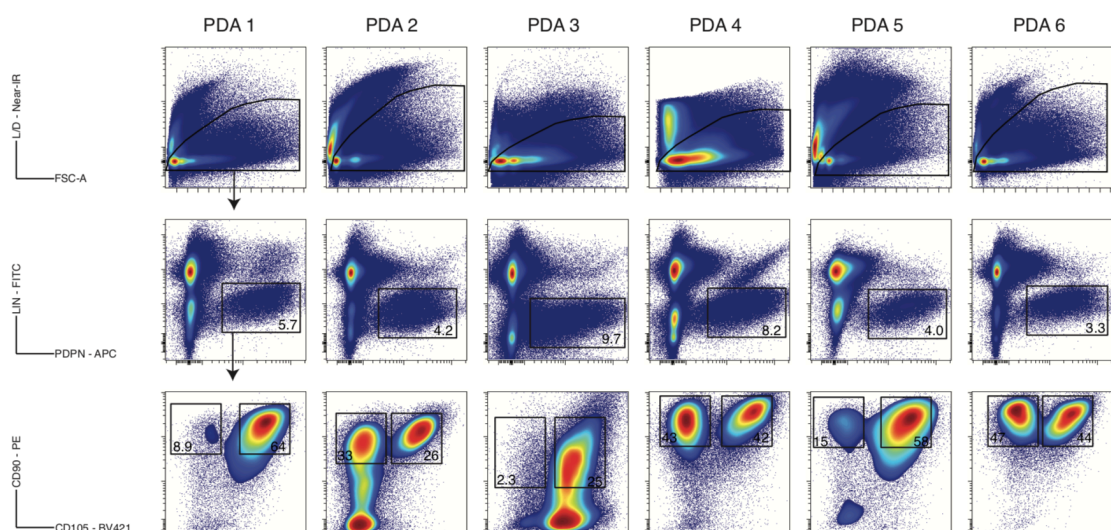 PDA 1 PDA 2 PDA 3 PDA 4 PDA 5 PDA 6
L/D - Near-IR
FSC-A
LIN - FITC
PDPN - APC
5.7 4.2 9.7 8.2 4.0 3.3
CD90 - PE
CD105 - BV421
8.9 64 33 26 2.3 25 43 42 15 58 47 44